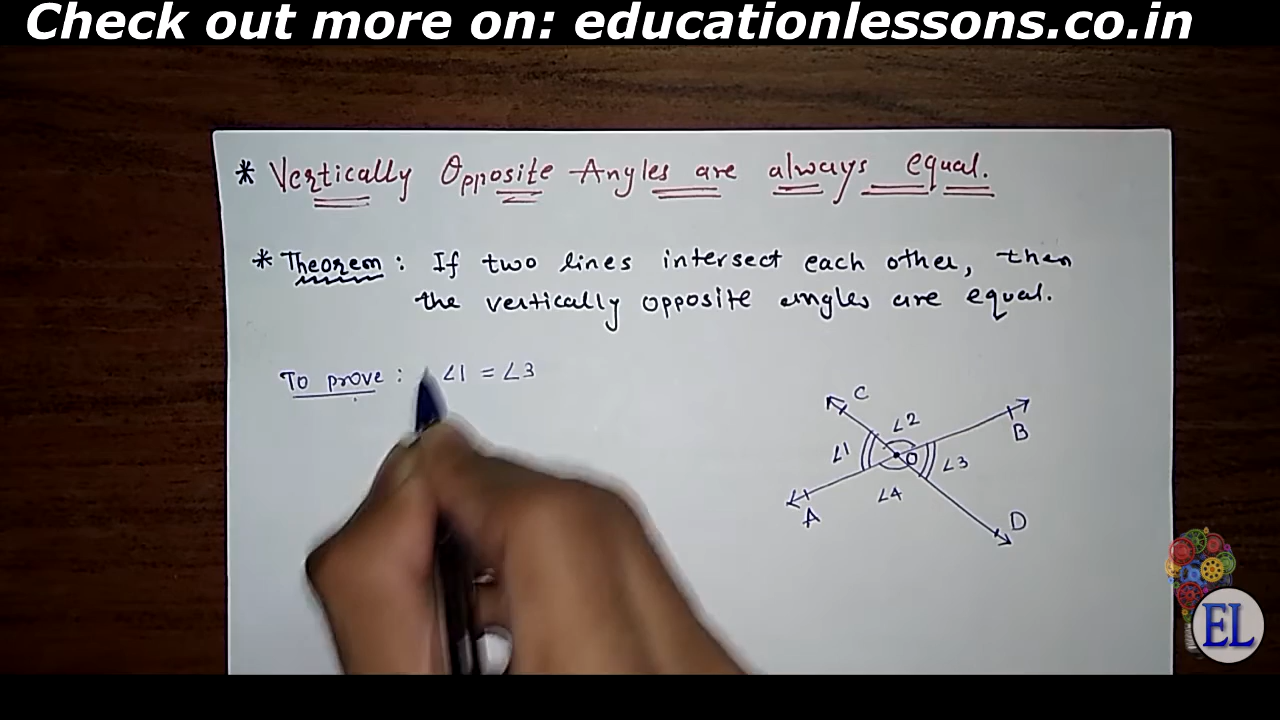 Check out more on: educationlessons.co.in
* Vertically Opposite Angles are always equal.
* Theorem : If two lines intersect each other, then
the vertically opposite angles are equal.
To prove : ∠1 = ∠3
C
∠2
B
∠1
O
∠3
∠4
A
D
EL